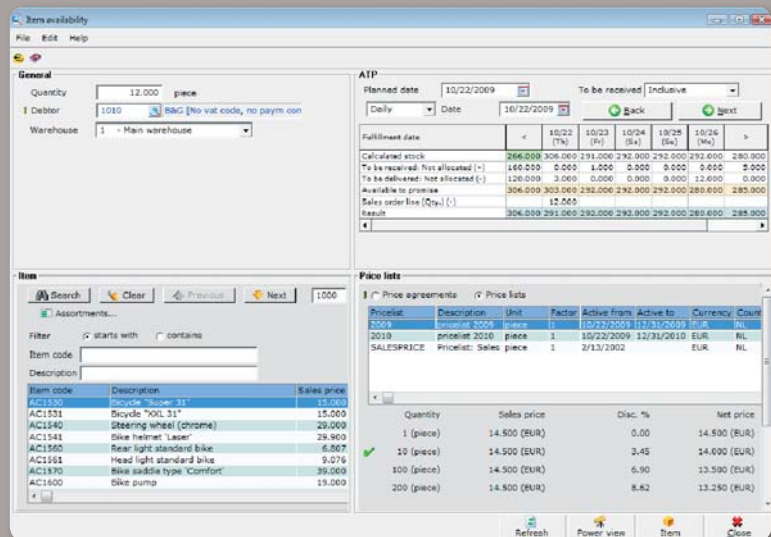 Item availability
File Edit Help
General
Quantity 12.000 piece
Debtor 1010 B&G [No vat code, no paym con
Warehouse 1 - Main warehouse
ATP
Planned date 10/22/2009 To be received Inclusive
Daily Date 10/22/2009 Back Next
Fulfillment date < 10/22 (Th) 10/23 (Fr) 10/24 (Sa) 10/25 (Su) 10/26 (Mo) >
Calculated stock 266.000 306.000 291.000 292.000 292.000 292.000 280.000
To be received: Not allocated (+) 160.000 0.000 1.000 0.000 0.000 0.000 5.000
To be delivered: Not allocated (-) 120.000 3.000 0.000 0.000 0.000 12.000 0.000
Available to promise 306.000 303.000 292.000 292.000 292.000 280.000 285.000
Sales order line (Qty.) (-) 12.000
Result 306.000 291.000 292.000 292.000 292.000 280.000 285.000
Item
Search Clear Previous Next 1000
Assortments...
Filter starts with contains
Item code
Description
Item code Description Sales price
AC1530 Bicycle "Super 31" 15.000
AC1531 Bicycle "XXL 31" 15.000
AC1540 Steering wheel (chrome) 29.000
AC1541 Bike helmet 'Laser' 29.900
AC1560 Rear light standard bike 6.807
AC1561 Head light standard bike 9.076
AC1570 Bike saddle type 'Comfort' 39.000
AC1600 Bike pump 19.000
Price lists
Price agreements Price lists
Pricelist Description Unit Factor Active from Active to Currency Count
2009 pricelist 2009 piece 1 10/22/2009 12/31/2009 EUR NL
2010 pricelist 2010 piece 1 10/22/2009 12/31/2010 EUR NL
SALESPRICE Pricelist: Sales piece 1 2/13/2002 EUR NL
Quantity Sales price Disc. % Net price
1 (piece) 14.500 (EUR) 0.00 14.500 (EUR)
10 (piece) 14.500 (EUR) 3.45 14.000 (EUR)
100 (piece) 14.500 (EUR) 6.90 13.500 (EUR)
200 (piece) 14.500 (EUR) 8.62 13.250 (EUR)
Refresh Power view Item Close